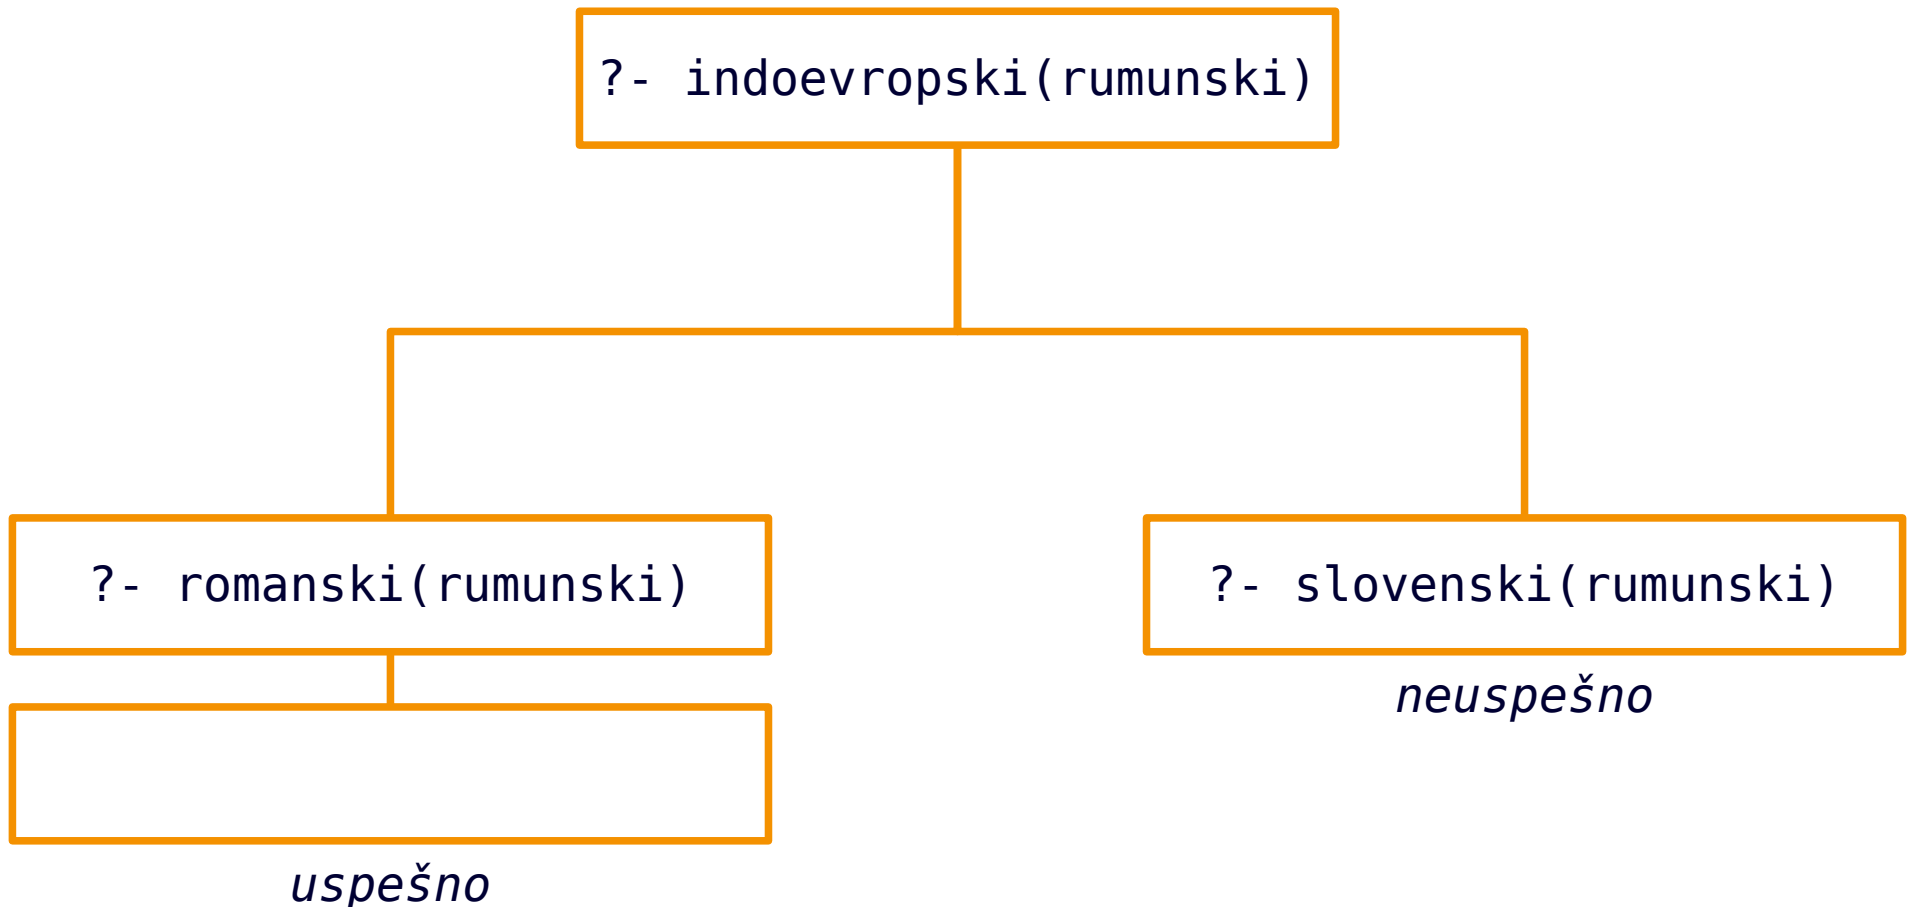 ?- indoevropski(rumunski)
?- romanski(rumunski)
?- slovenski(rumunski)
neuspešno
uspešno